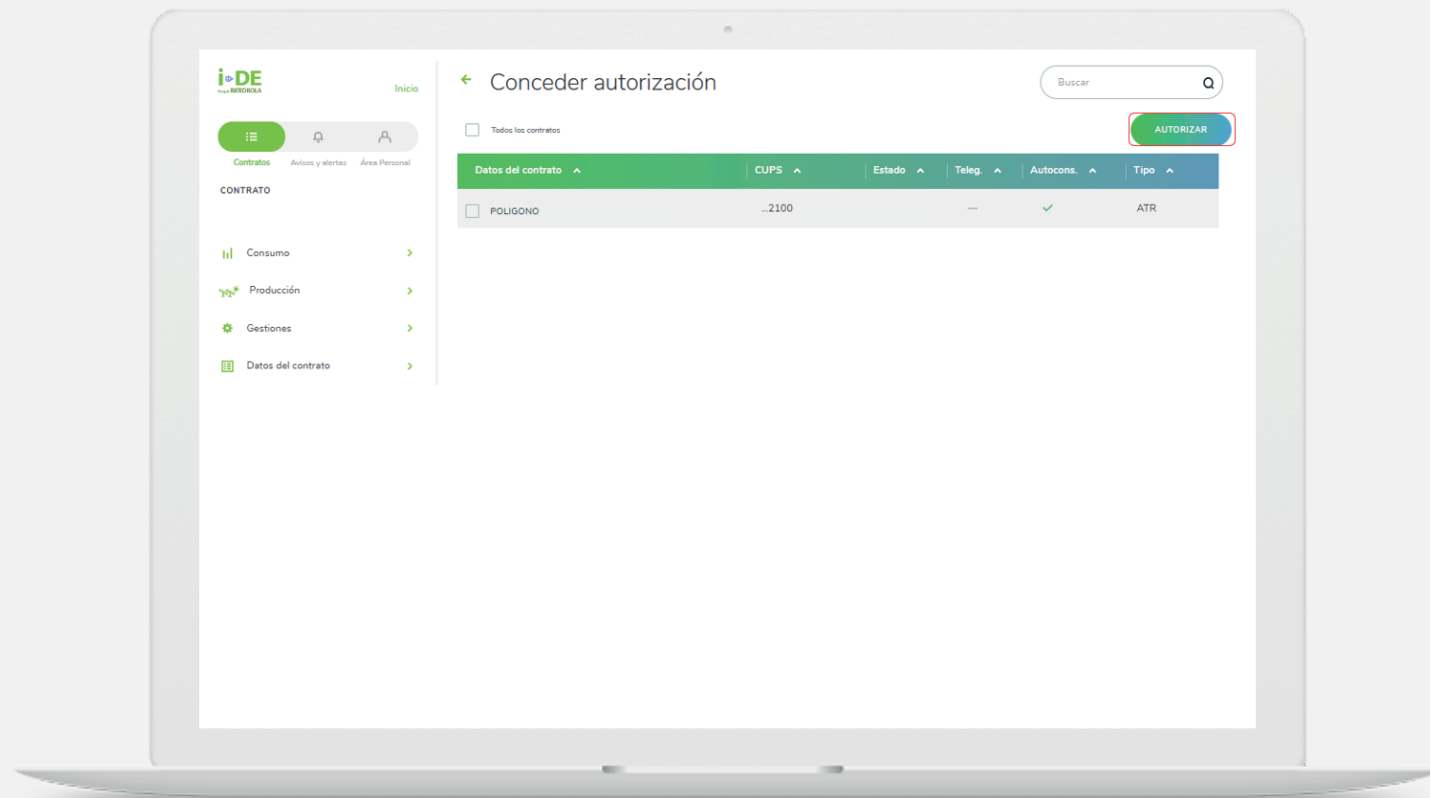 i-DE
Grupo IBERDROLA
Inicio
Contratos
Avisos y alertas
Área Personal
CONTRATO
Consumo
Producción
Gestiones
Datos del contrato
Conceder autorización
Buscar
Todos los contratos
AUTORIZAR
Datos del contrato CUPS Estado Teleg. Autocons. Tipo
POLIGONO ...2100 — ATR